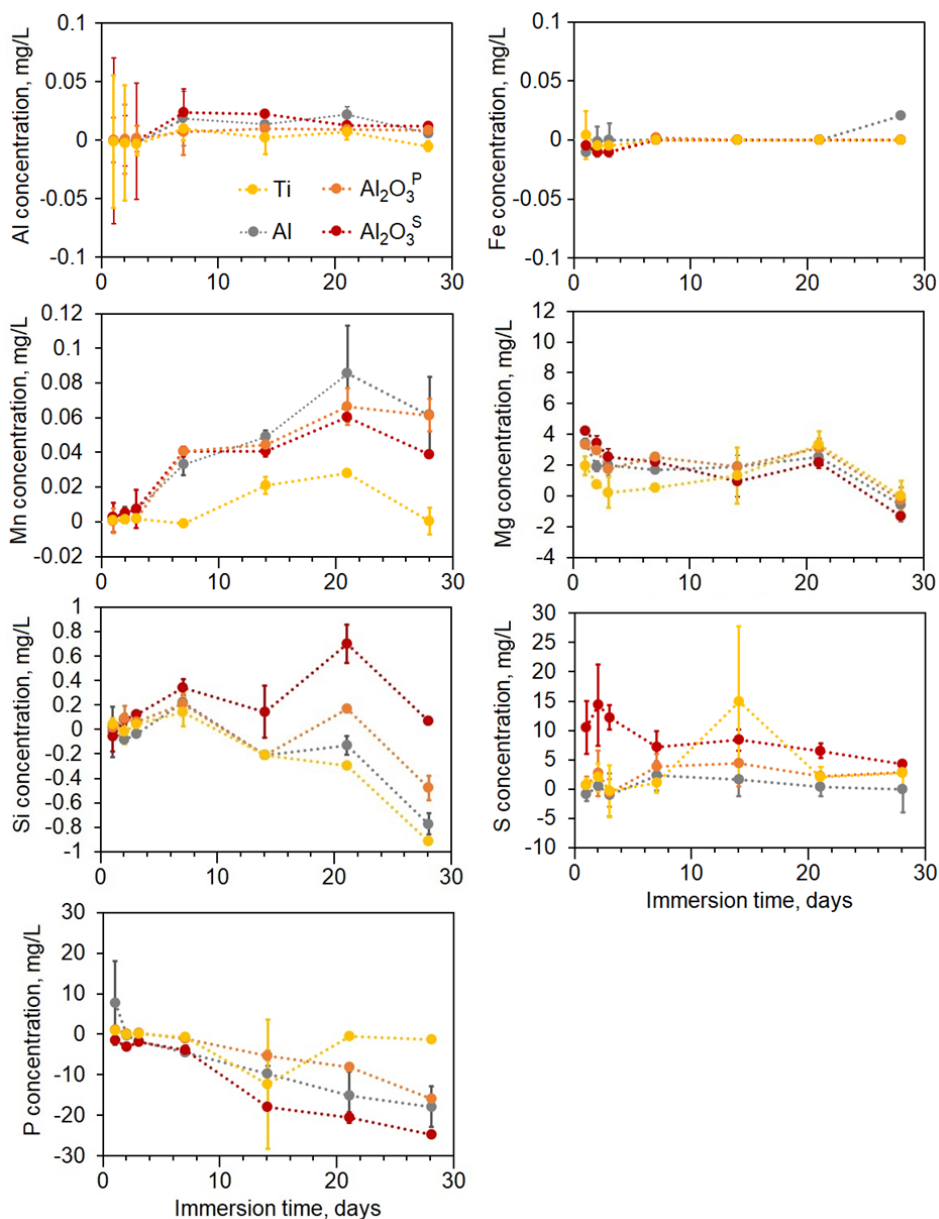 Al concentration, mg/L
0.1
0.05
0
-0.05
-0.1
0 10 20 30
Ti
Al₂O₃ᴾ
Al
Al₂O₃ˢ
Fe concentration, mg/L
0.1
0.05
0
-0.05
-0.1
0 10 20 30
Mn concentration, mg/L
0.12
0.1
0.08
0.06
0.04
0.02
0
-0.02
0 10 20 30
Mg concentration, mg/L
12
10
8
6
4
2
0
-2
-4
0 10 20 30
Si concentration, mg/L
1
0.8
0.6
0.4
0.2
0
-0.2
-0.4
-0.6
-0.8
-1
0 10 20 30
S concentration, mg/L
30
25
20
15
10
5
0
-5
-10
0 10 20 30
Immersion time, days
P concentration, mg/L
30
20
10
0
-10
-20
-30
0 10 20 30
Immersion time, days